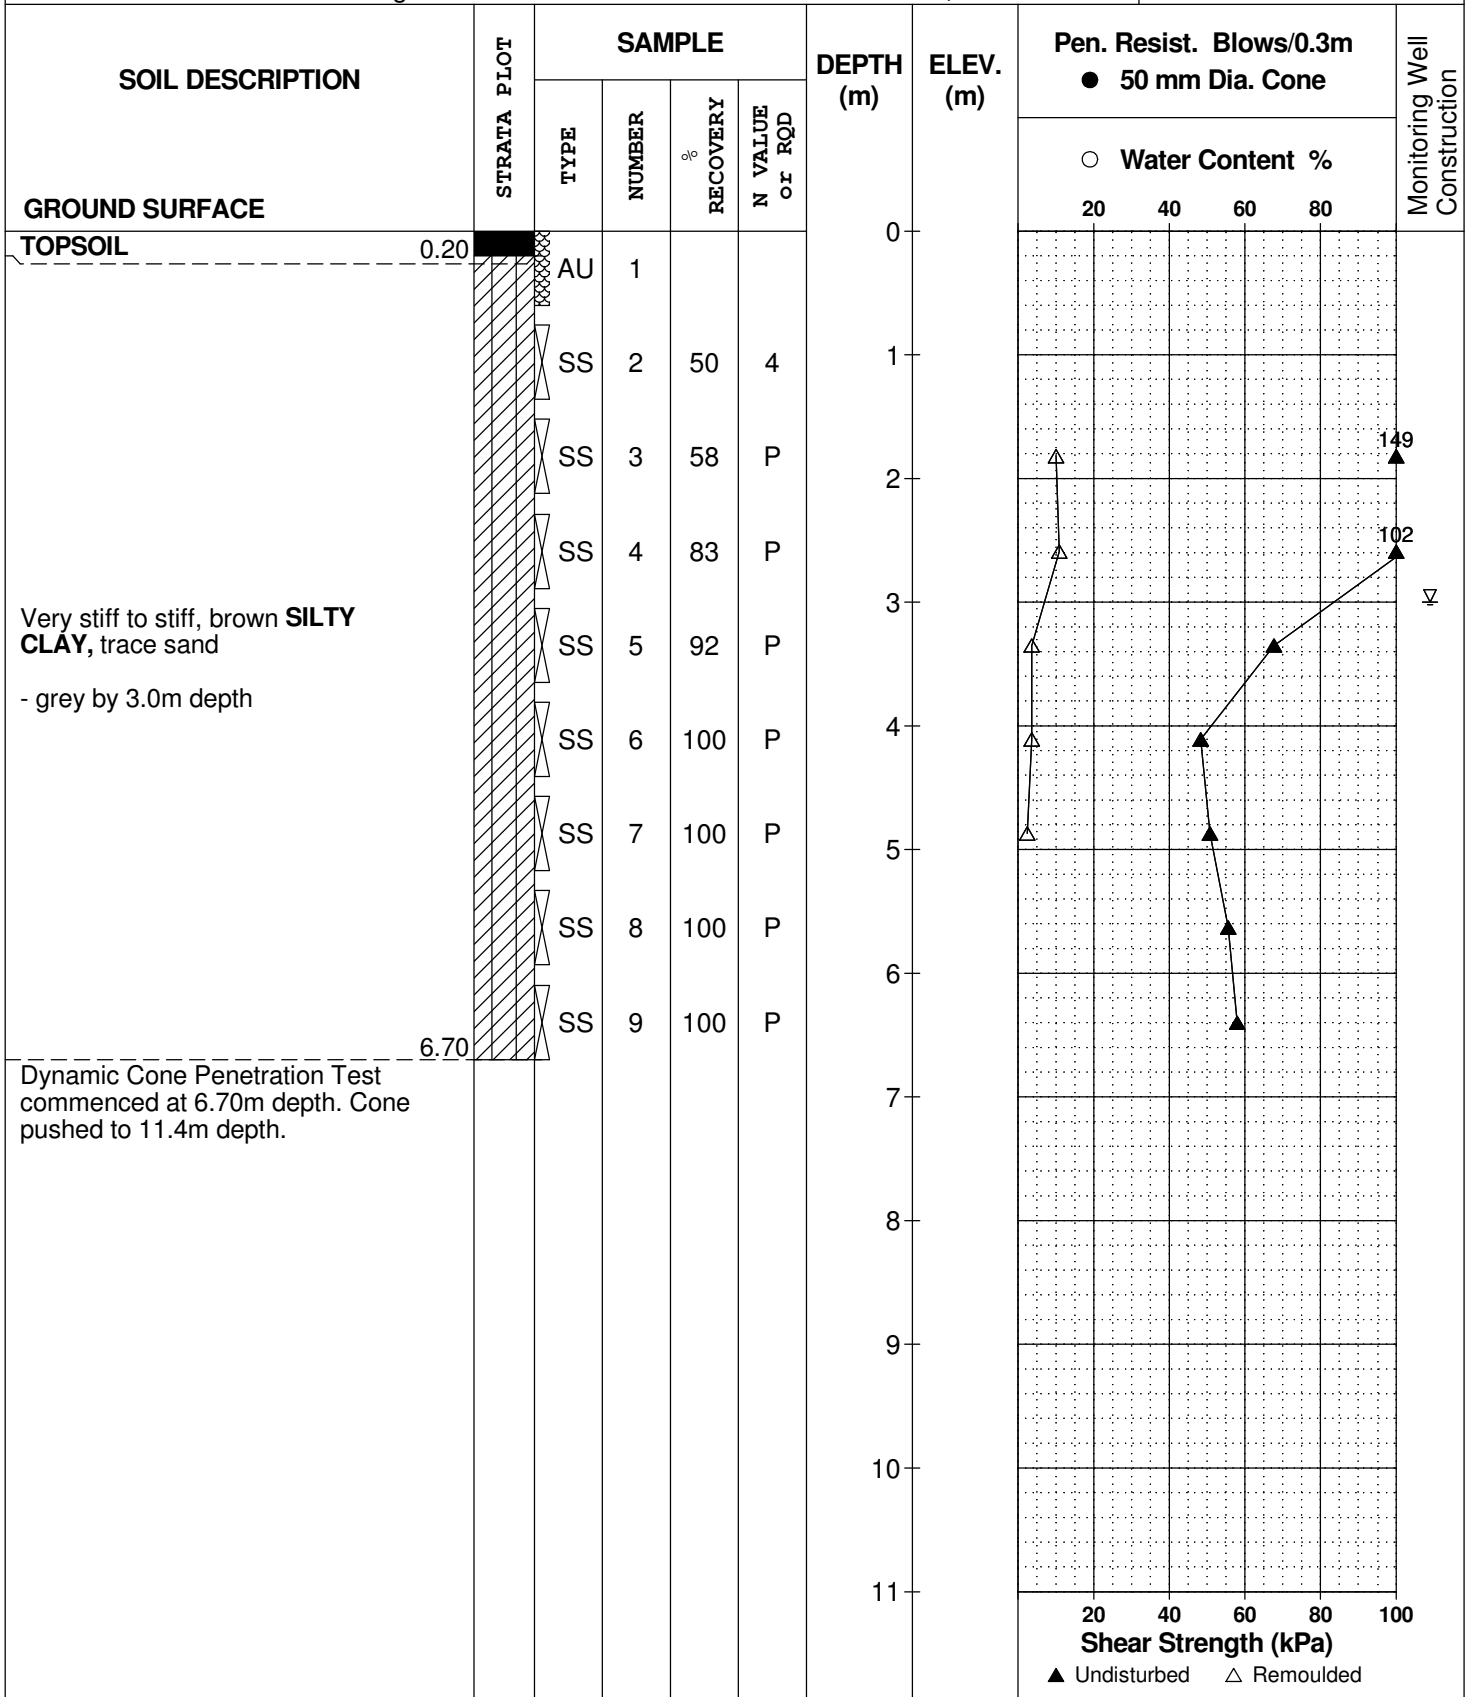 SOIL DESCRIPTION
GROUND SURFACE
STRATA PLOT
SAMPLE
TYPE
NUMBER
%
RECOVERY
N VALUE
or RQD
DEPTH
(m)
ELEV.
(m)
Pen. Resist. Blows/0.3m
● 50 mm Dia. Cone
○ Water Content %
20 40 60 80
Monitoring Well
Construction
TOPSOIL 0.20
AU 1
SS 2 50 4
SS 3 58 P
SS 4 83 P
SS 5 92 P
SS 6 100 P
SS 7 100 P
SS 8 100 P
SS 9 100 P
Very stiff to stiff, brown SILTY
CLAY, trace sand
- grey by 3.0m depth
6.70
Dynamic Cone Penetration Test
commenced at 6.70m depth. Cone
pushed to 11.4m depth.
0
1
2
3
4
5
6
7
8
9
10
11
149
102
20 40 60 80 100
Shear Strength (kPa)
▲ Undisturbed △ Remoulded